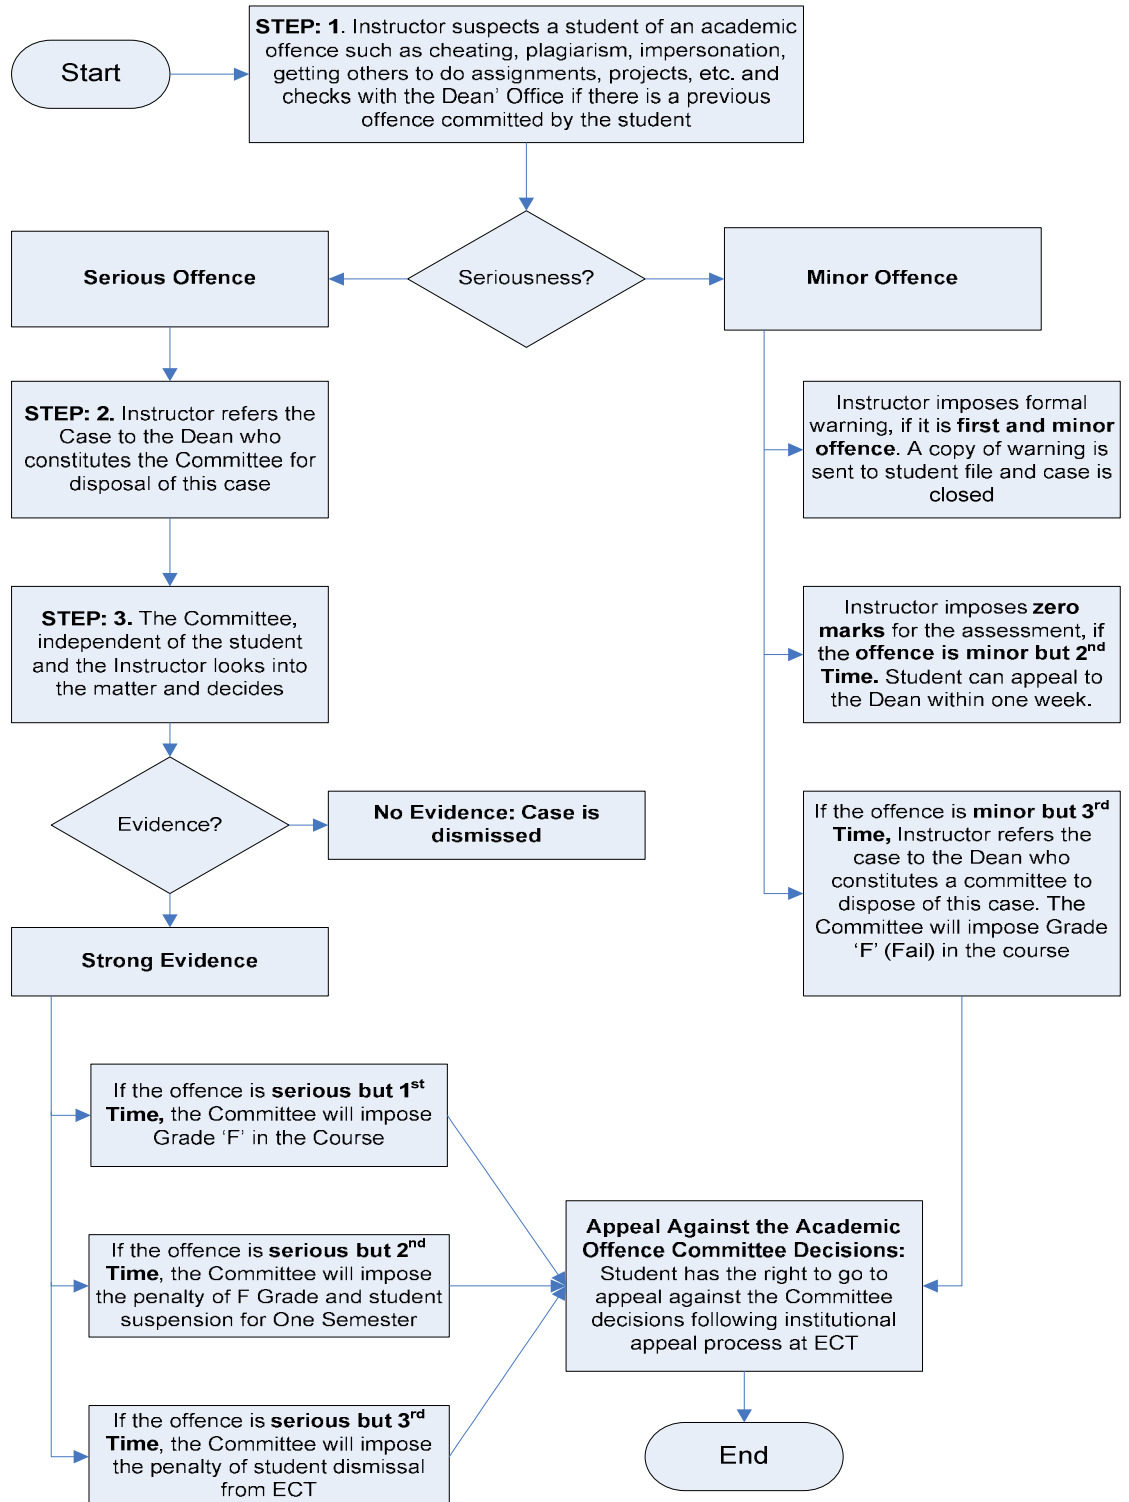 Start
STEP: 1. Instructor suspects a student of an academic
offence such as cheating, plagiarism, impersonation,
getting others to do assignments, projects, etc. and
checks with the Dean’ Office if there is a previous
offence committed by the student
Seriousness?
Serious Offence
Minor Offence
STEP: 2. Instructor refers the
Case to the Dean who
constitutes the Committee for
disposal of this case
Instructor imposes formal
warning, if it is first and minor
offence. A copy of warning is
sent to student file and case is
closed
STEP: 3. The Committee,
independent of the student
and the Instructor looks into
the matter and decides
Instructor imposes zero
marks for the assessment, if
the offence is minor but 2nd
Time. Student can appeal to
the Dean within one week.
Evidence?
No Evidence: Case is
dismissed
If the offence is minor but 3rd
Time, Instructor refers the
case to the Dean who
constitutes a committee to
dispose of this case. The
Committee will impose Grade
‘F’ (Fail) in the course
Strong Evidence
If the offence is serious but 1st
Time, the Committee will impose
Grade ‘F’ in the Course
If the offence is serious but 2nd
Time, the Committee will impose
the penalty of F Grade and student
suspension for One Semester
Appeal Against the Academic
Offence Committee Decisions:
Student has the right to go to
appeal against the Committee
decisions following institutional
appeal process at ECT
If the offence is serious but 3rd
Time, the Committee will impose
the penalty of student dismissal
from ECT
End